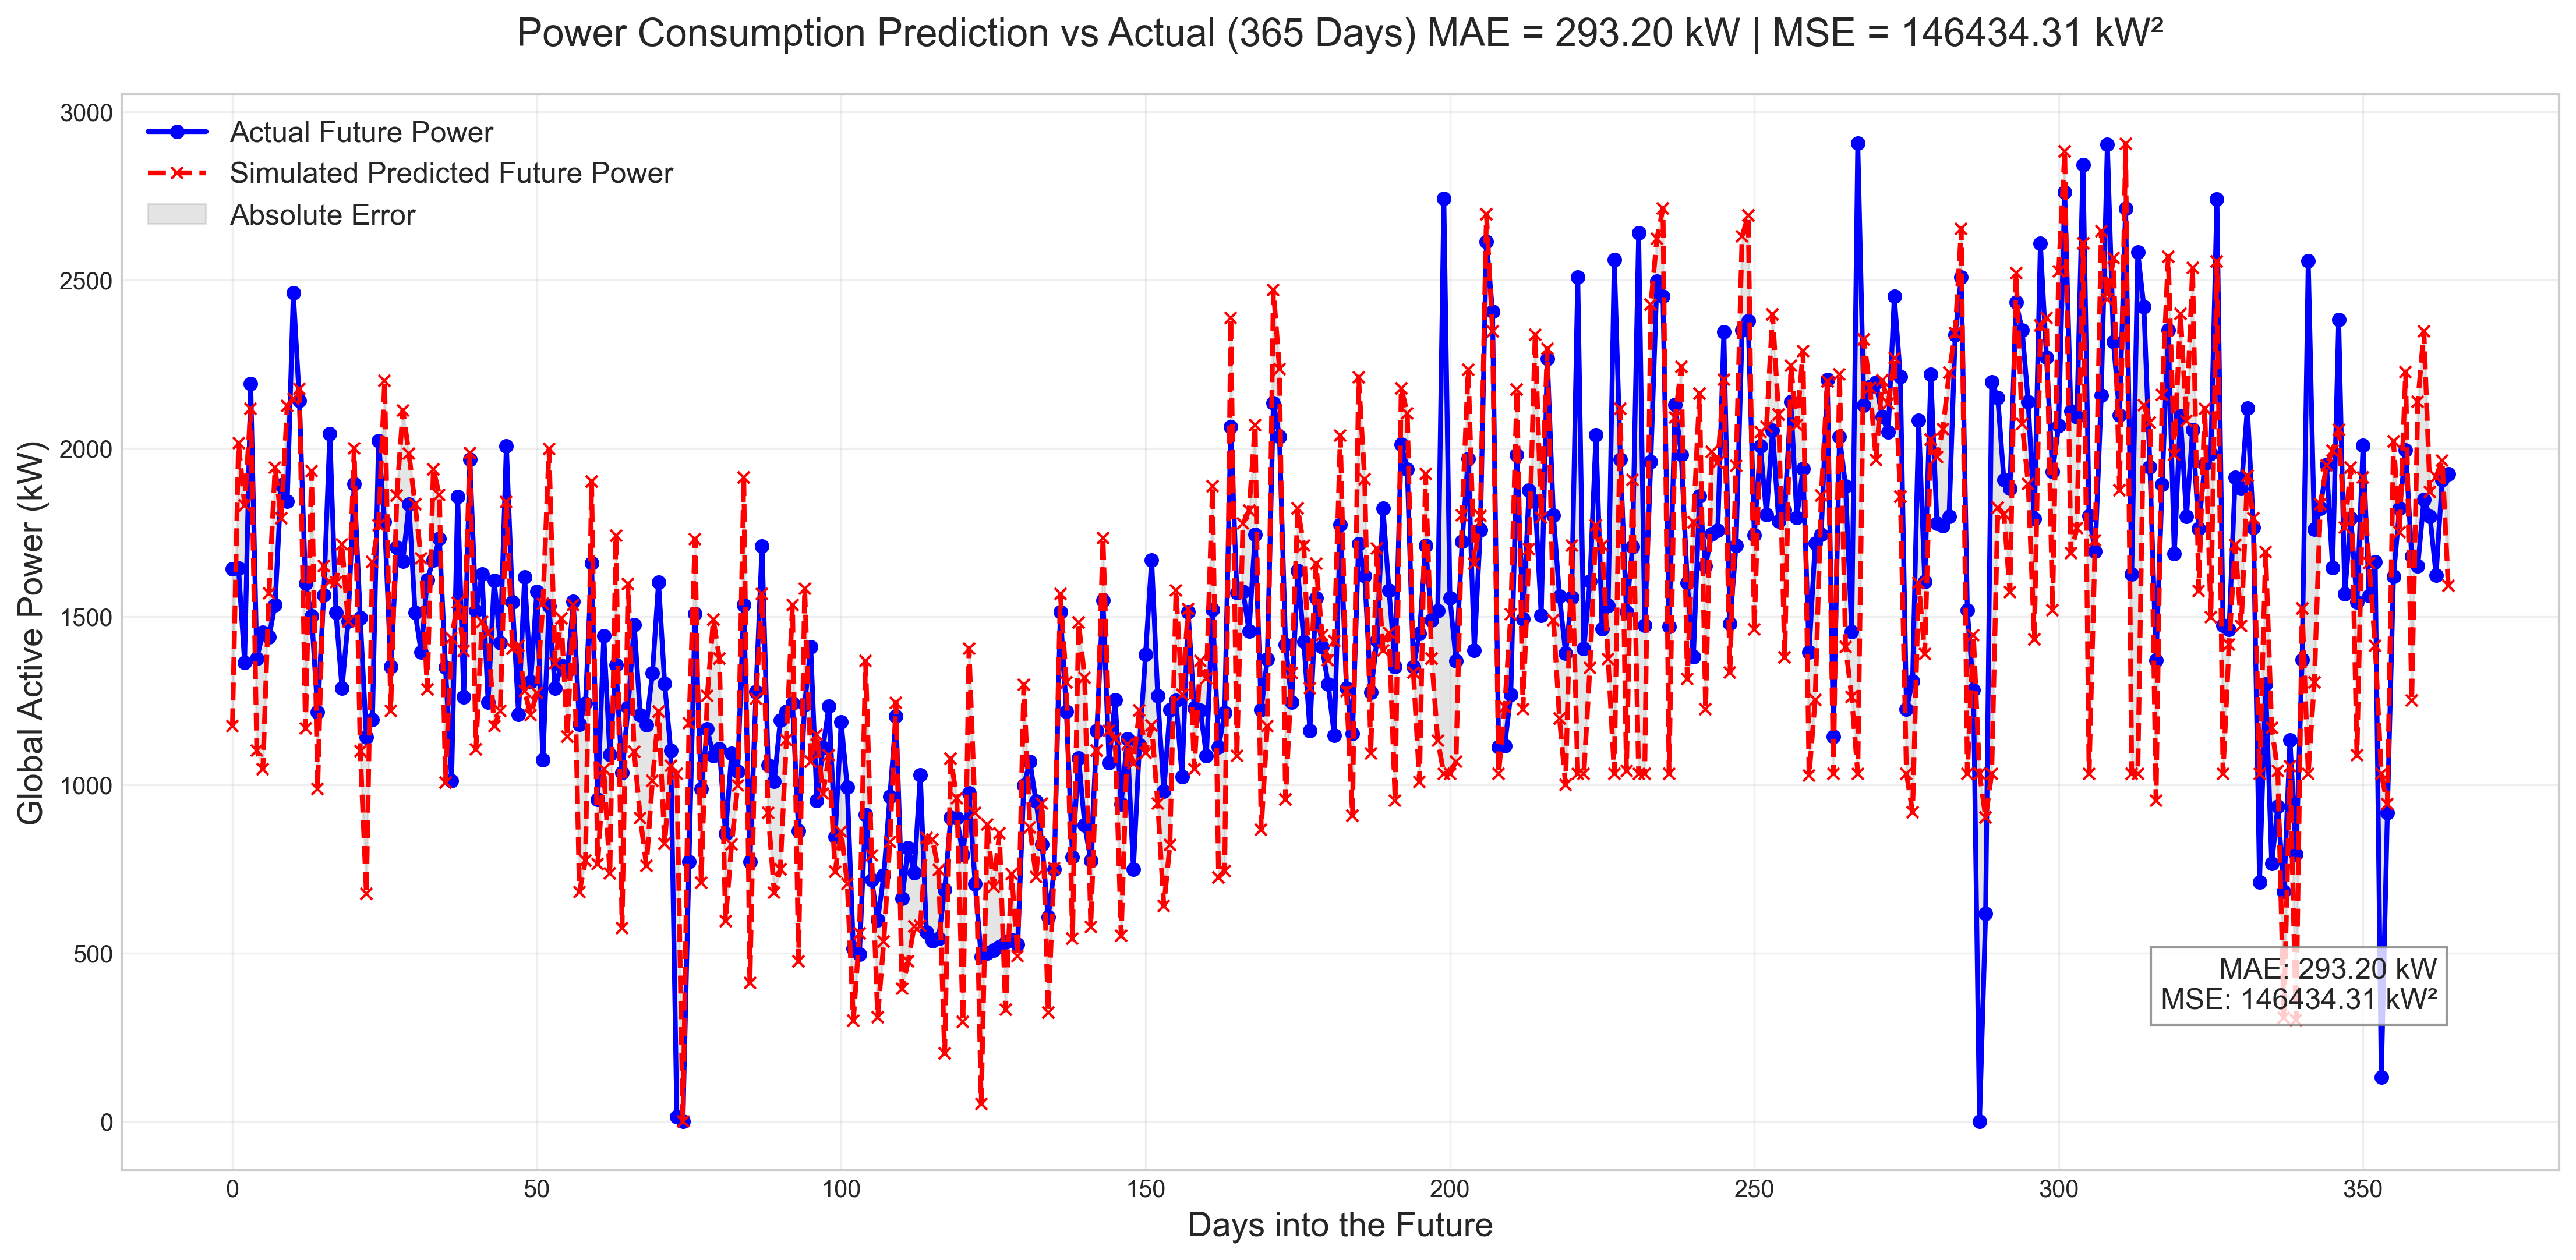 Power Consumption Prediction vs Actual (365 Days) MAE = 293.20 kW | MSE = 146434.31 kW²
Actual Future Power
Simulated Predicted Future Power
Absolute Error
Global Active Power (kW)
3000
2500
2000
1500
1000
500
0
MAE: 293.20 kW
MSE: 146434.31 kW²
0 50 100 150 200 250 300 350
Days into the Future